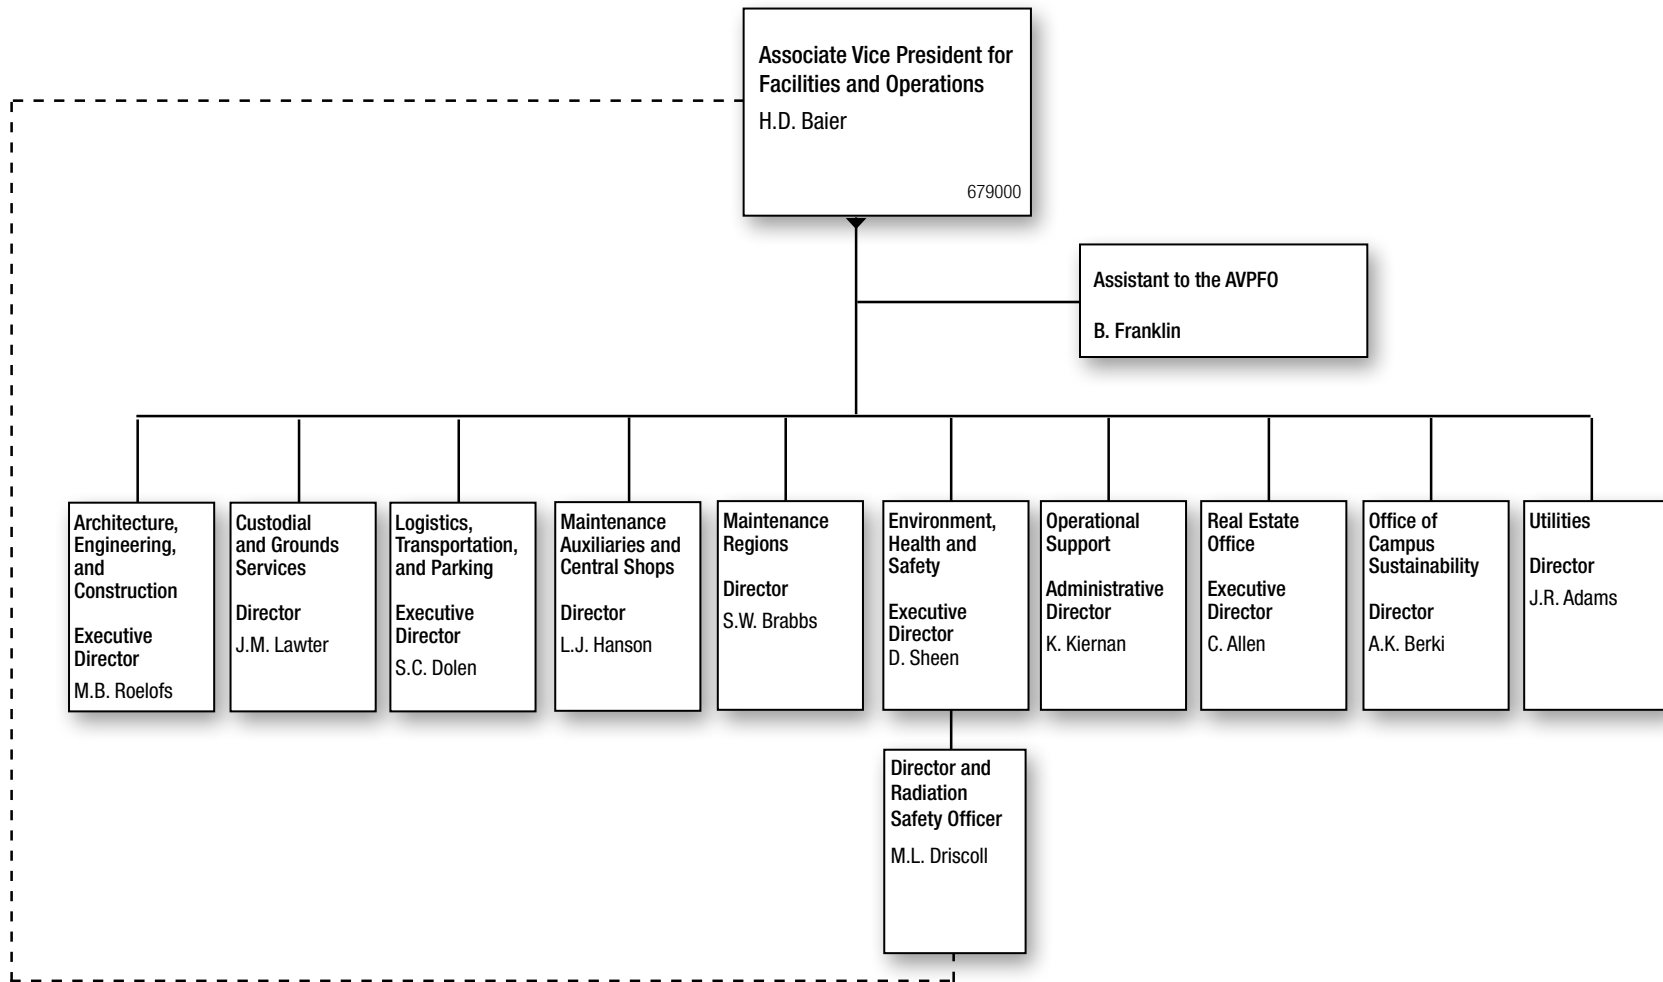 Associate Vice President for
Facilities and Operations
H.D. Baier
679000
Assistant to the AVPFO
B. Franklin
Architecture,
Engineering,
and
Construction
Executive
Director
M.B. Roelofs
Custodial
and Grounds
Services
Director
J.M. Lawter
Logistics,
Transportation,
and Parking
Executive
Director
S.C. Dolen
Maintenance
Auxiliaries and
Central Shops
Director
L.J. Hanson
Maintenance
Regions
Director
S.W. Brabbs
Environment,
Health and
Safety
Executive
Director
D. Sheen
Operational
Support
Administrative
Director
K. Kiernan
Real Estate
Office
Executive
Director
C. Allen
Office of
Campus
Sustainability
Director
A.K. Berki
Utilities
Director
J.R. Adams
Director and
Radiation
Safety Officer
M.L. Driscoll